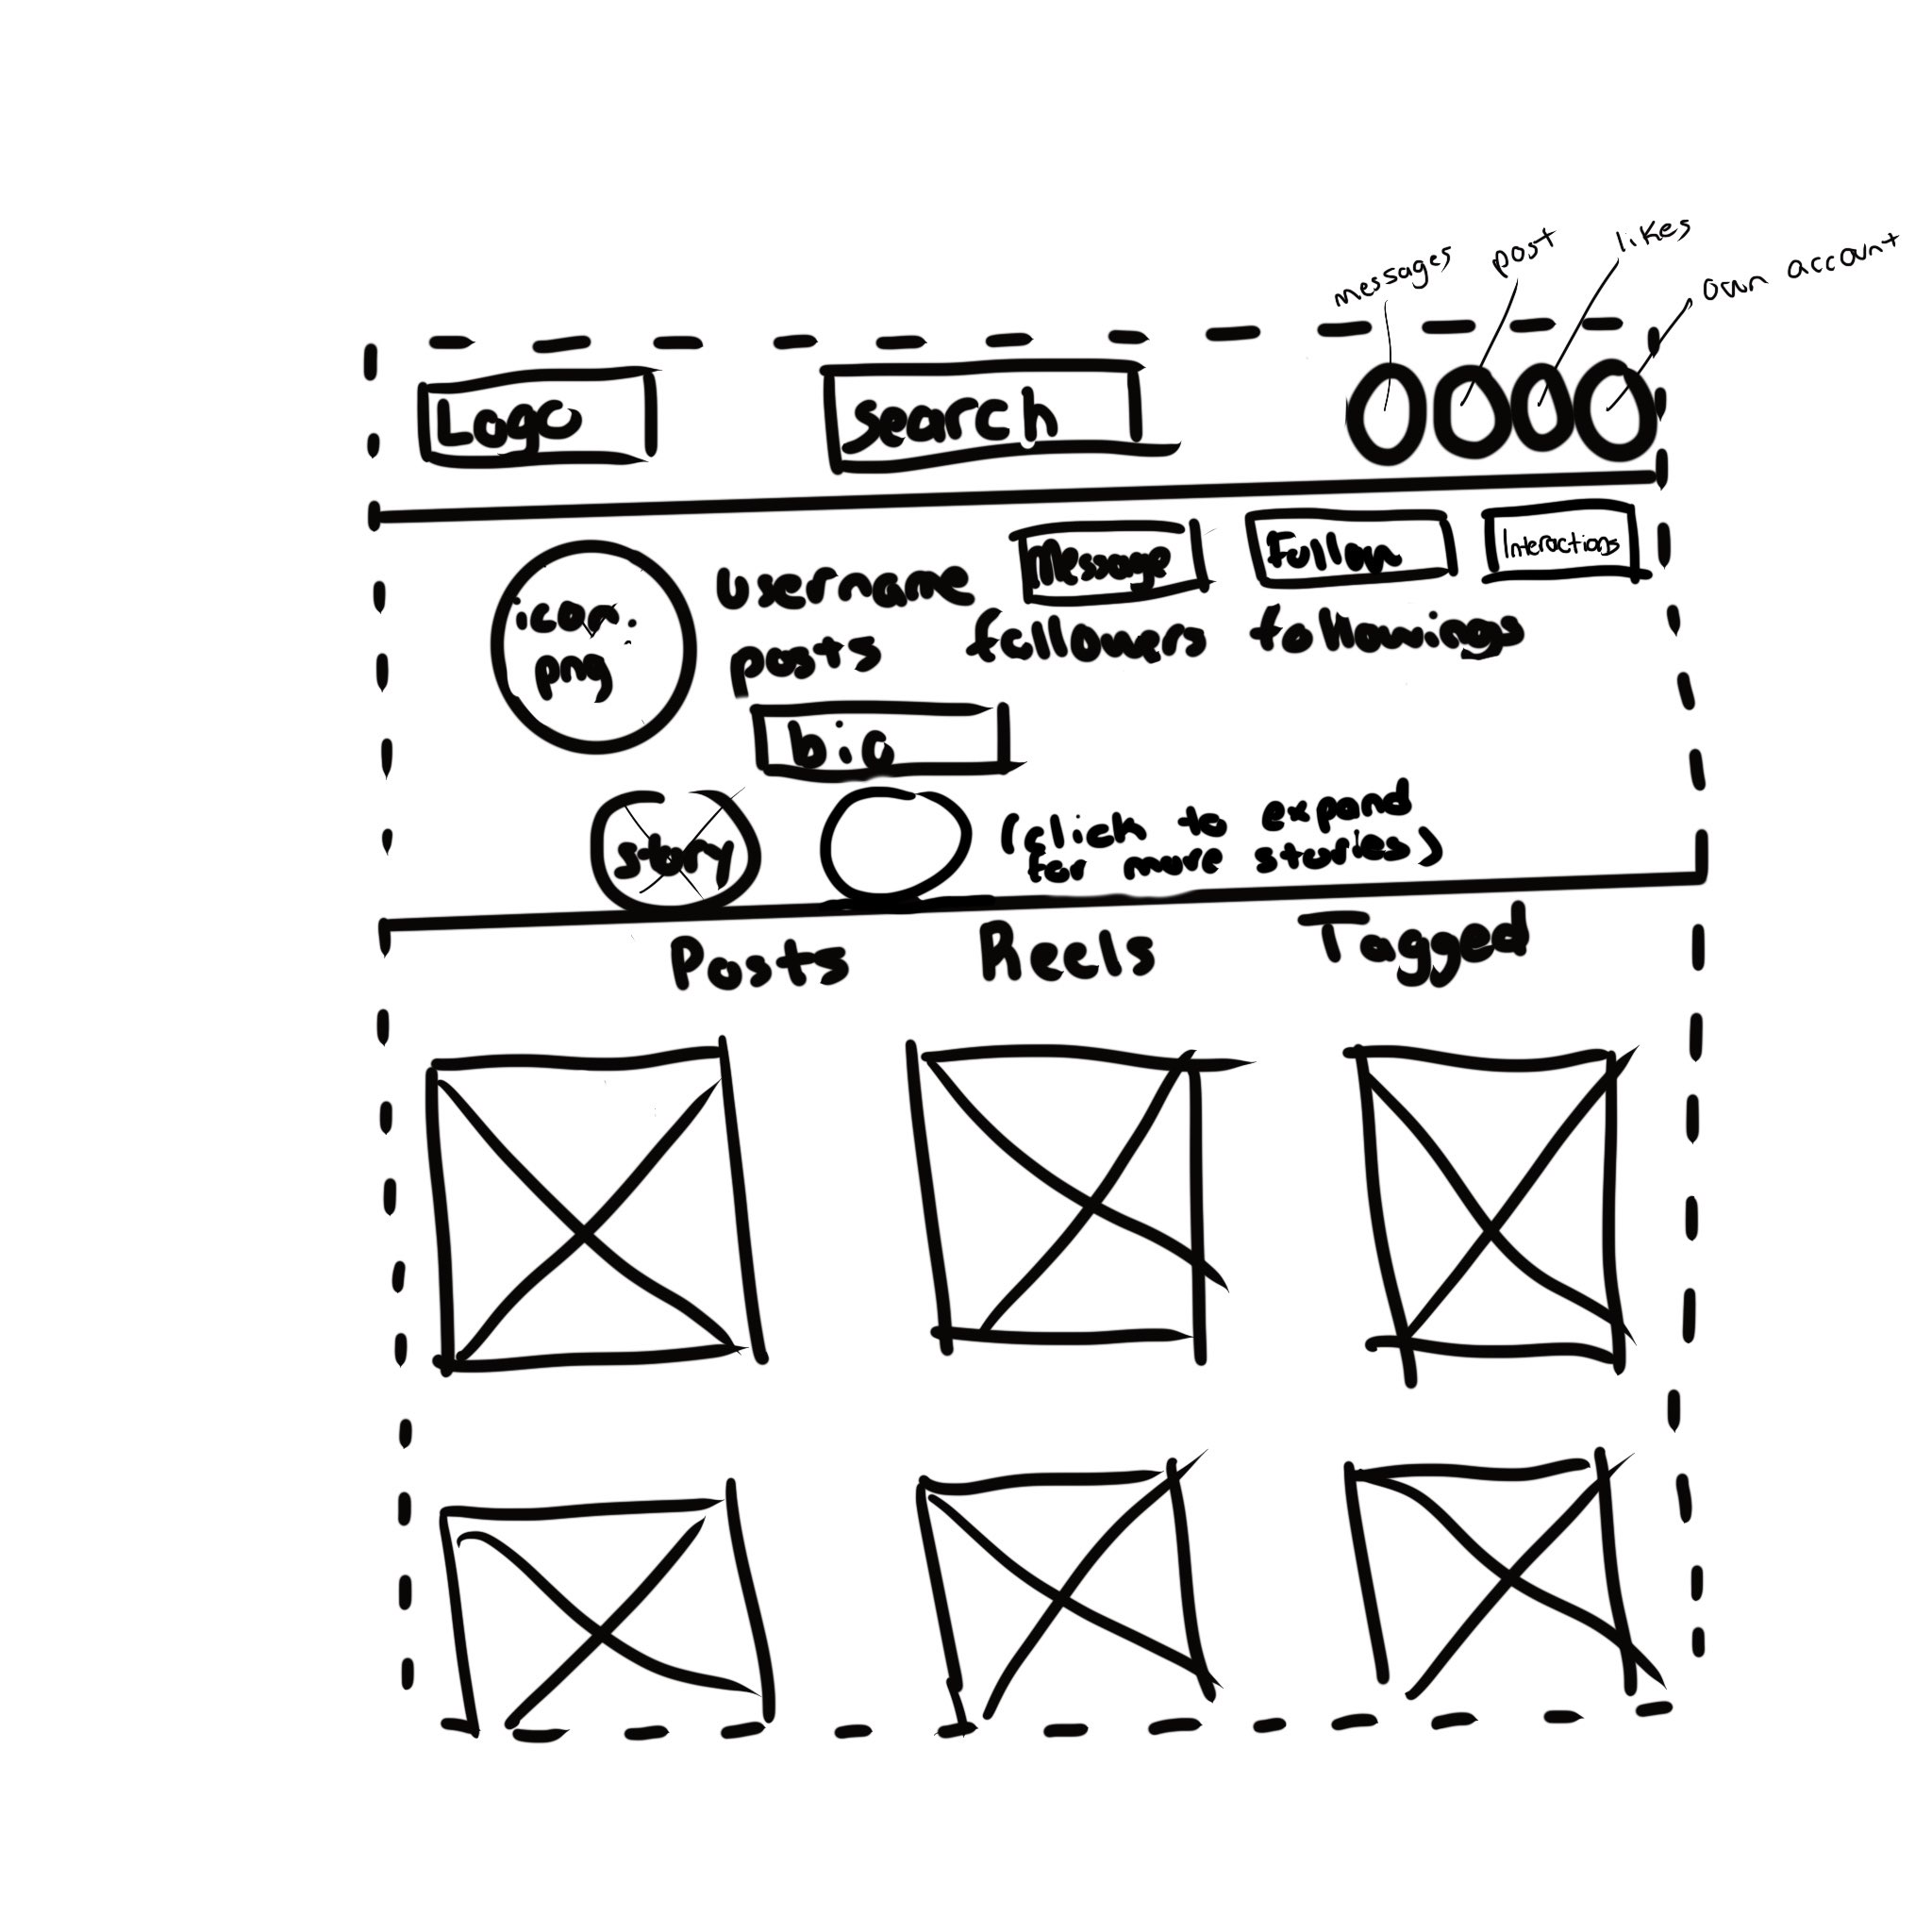 messages post likes own account
Logo search
username Message Follow Interactions
icon.
png
posts followers followings
bio
story (click to expand
for more stories)
Posts Reels Tagged